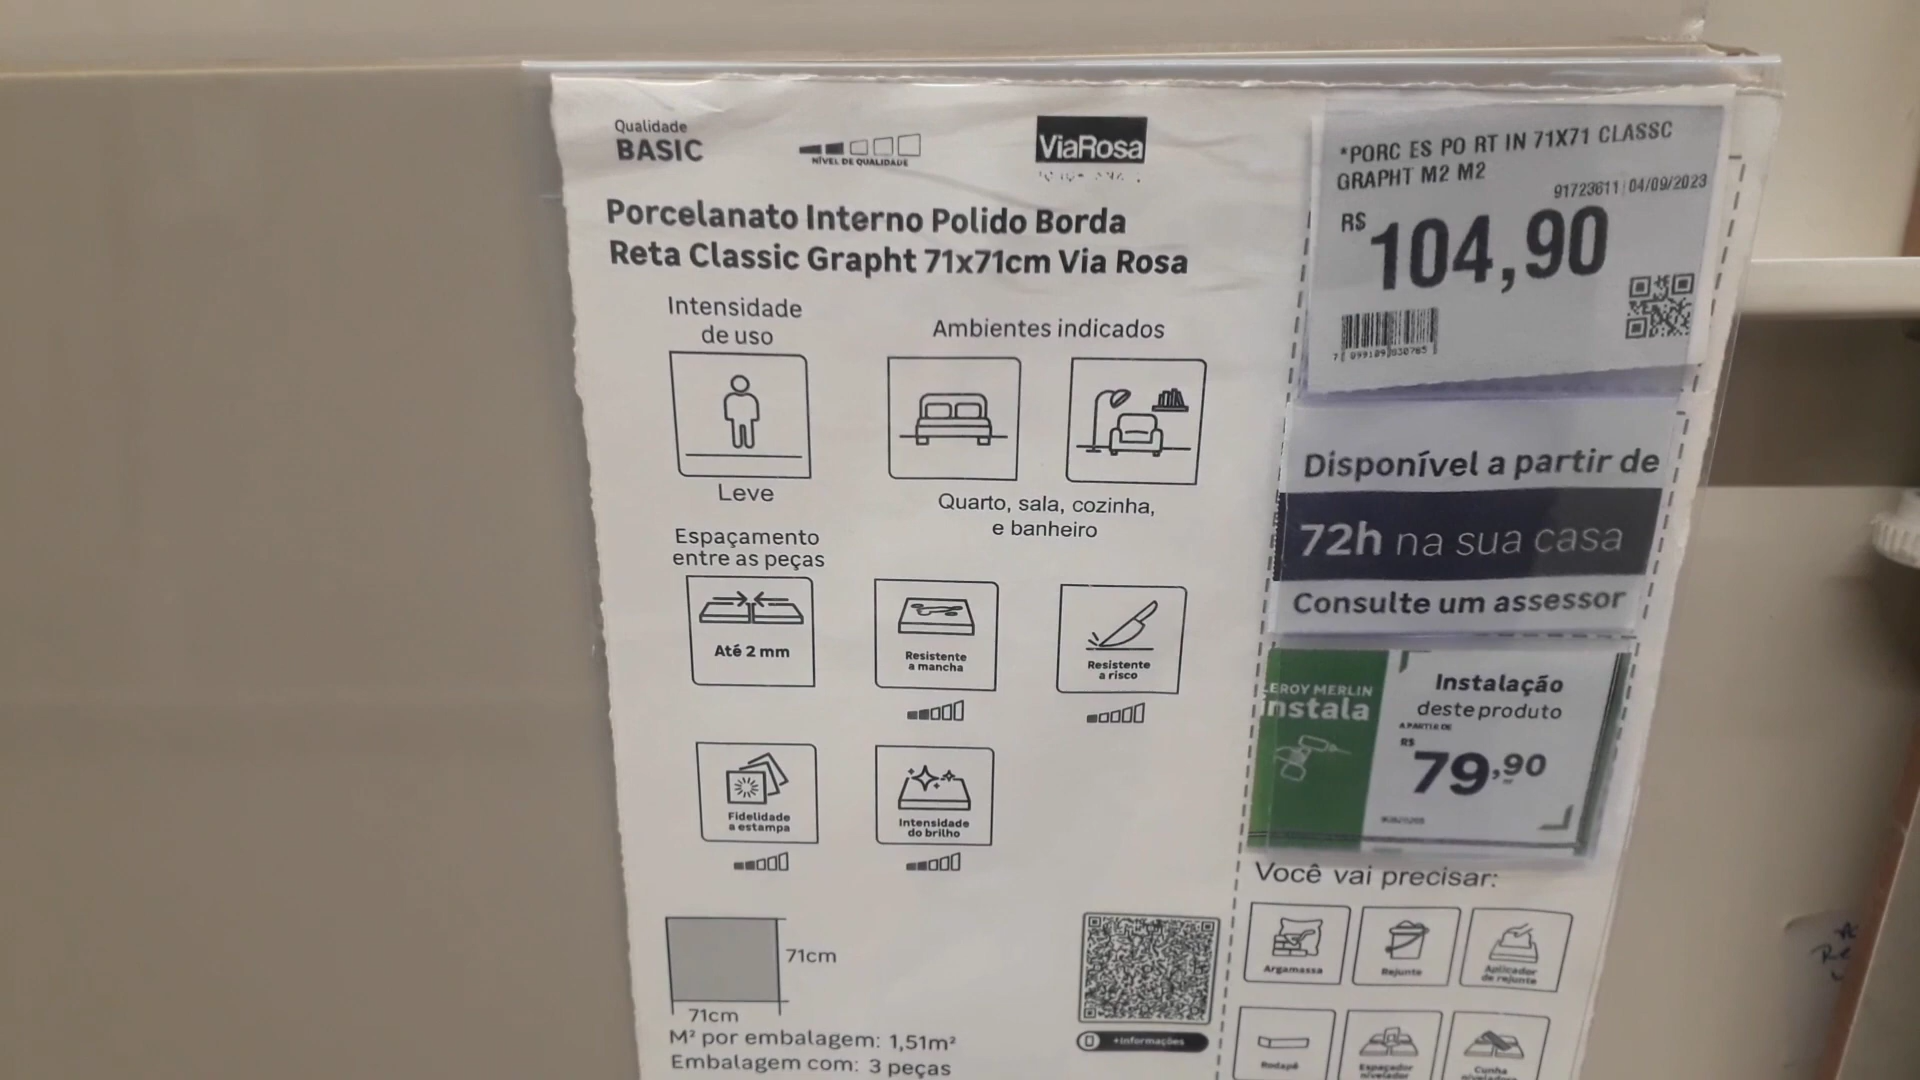 Qualidade
BASIC
NÍVEL DE QUALIDADE
ViaRosa
Porcelanato Interno Polido Borda
Reta Classic Grapht 71x71cm Via Rosa
Intensidade
de uso
Leve
Ambientes indicados
Quarto, sala, cozinha,
e banheiro
Espaçamento
entre as peças
Até 2 mm
Resistente
a mancha
Resistente
a risco
Fidelidade
a estampa
Intensidade
do brilho
71cm
71cm
M² por embalagem: 1,51m²
Embalagem com: 3 peças
+Informações
*PORC ES PO RT IN 71X71 CLASSC
GRAPHT M2 M2
91723611 | 04/09/2023
R$ 104,90
Disponível a partir de
72h na sua casa
Consulte um assessor
LEROY MERLIN
instala
Instalação
deste produto
A PARTIR DE
R$
79,90
Você vai precisar:
Argamassa
Rejunte
Aplicador
de rejunte
Rodapé
Espaçador
nivelador
Cunha
niveladora